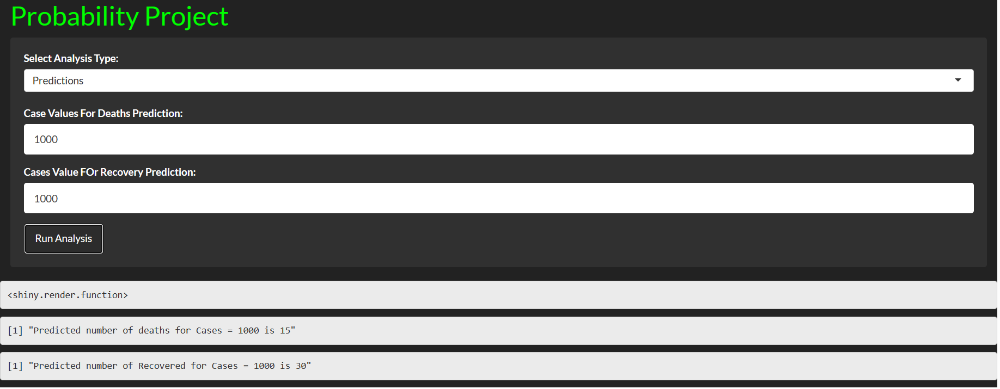 Probability Project
Select Analysis Type:
Predictions
Case Values For Deaths Prediction:
1000
Cases Value FOr Recovery Prediction:
1000
Run Analysis
<shiny.render.function>
[1] "Predicted number of deaths for Cases = 1000 is 15"
[1] "Predicted number of Recovered for Cases = 1000 is 30"